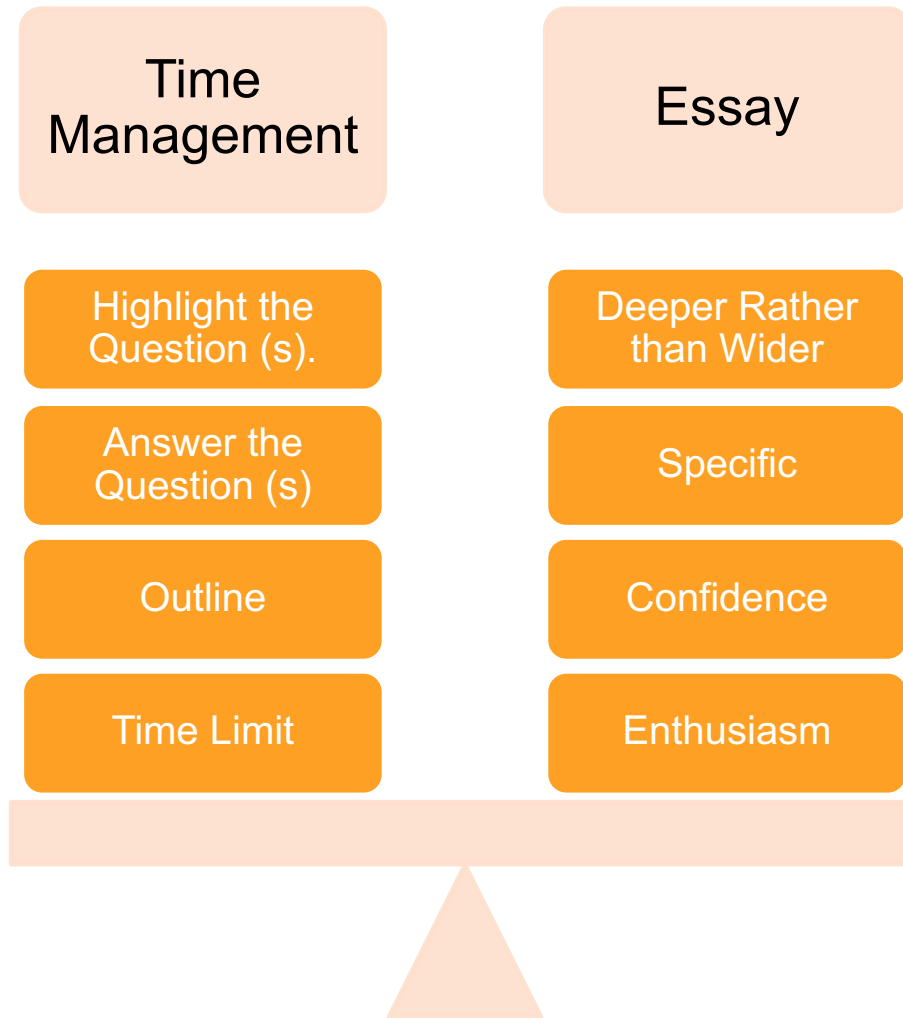 Time
Management
Essay
Highlight the
Question (s).
Answer the
Question (s)
Outline
Time Limit
Deeper Rather
than Wider
Specific
Confidence
Enthusiasm